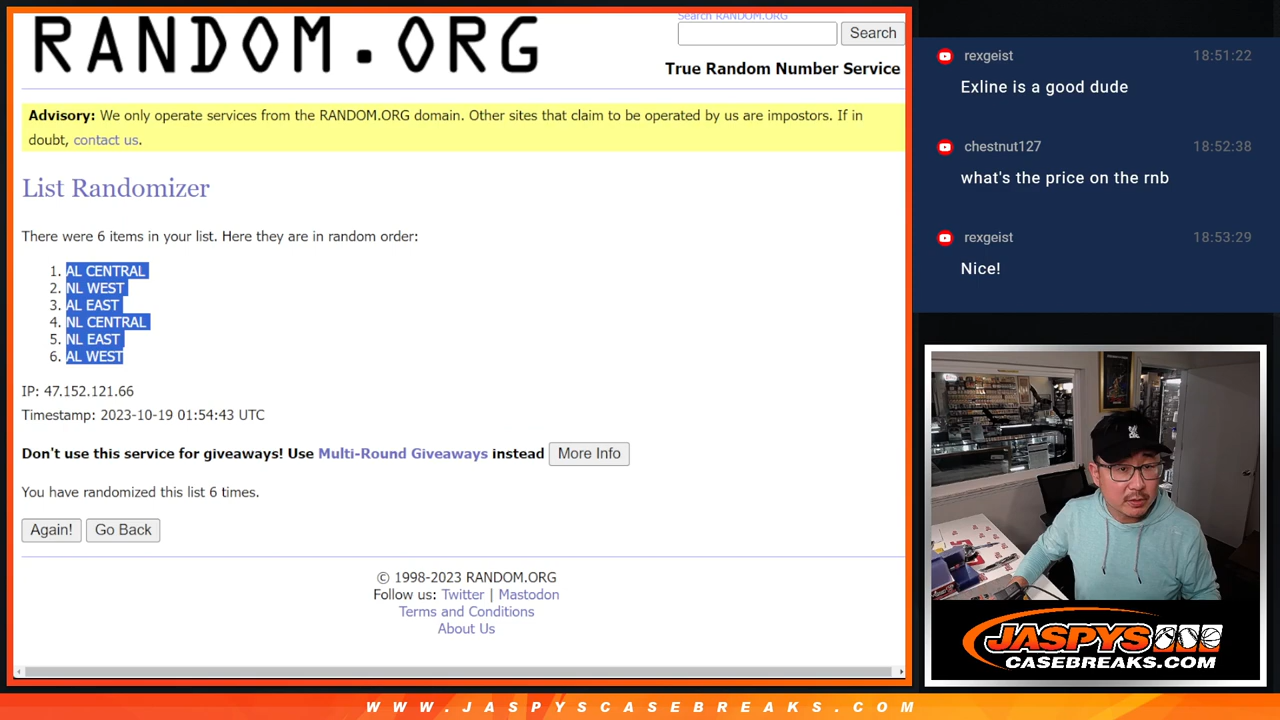 RANDOM.ORG
Search RANDOM.ORG
Search
True Random Number Service
Advisory: We only operate services from the RANDOM.ORG domain. Other sites that claim to be operated by us are impostors. If in
doubt, contact us.
List Randomizer
There were 6 items in your list. Here they are in random order:
1. AL CENTRAL
2. NL WEST
3. AL EAST
4. NL CENTRAL
5. NL EAST
6. AL WEST
IP: 47.152.121.66
Timestamp: 2023-10-19 01:54:43 UTC
Don't use this service for giveaways! Use Multi-Round Giveaways instead More Info
You have randomized this list 6 times.
Again! Go Back
© 1998-2023 RANDOM.ORG
Follow us: Twitter | Mastodon
Terms and Conditions
About Us
rexgeist 18:51:22
Exline is a good dude
chestnut127 18:52:38
what's the price on the rnb
rexgeist 18:53:29
Nice!
JASPYS
CASEBREAKS.COM
WWW.JASPYSCASEBREAKS.COM